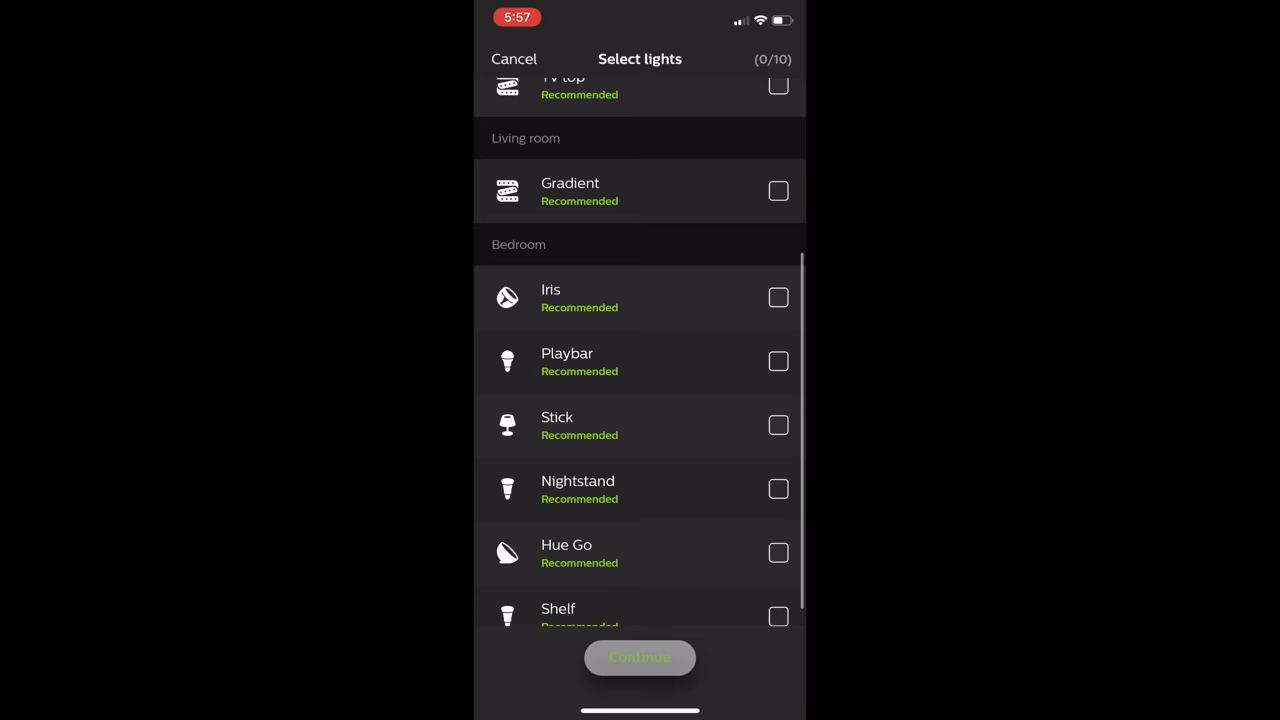 5:57
Cancel
Select lights
(0/10)
TV top
Recommended
Living room
Gradient
Recommended
Bedroom
Iris
Recommended
Playbar
Recommended
Stick
Recommended
Nightstand
Recommended
Hue Go
Recommended
Shelf
Recommended
Continue